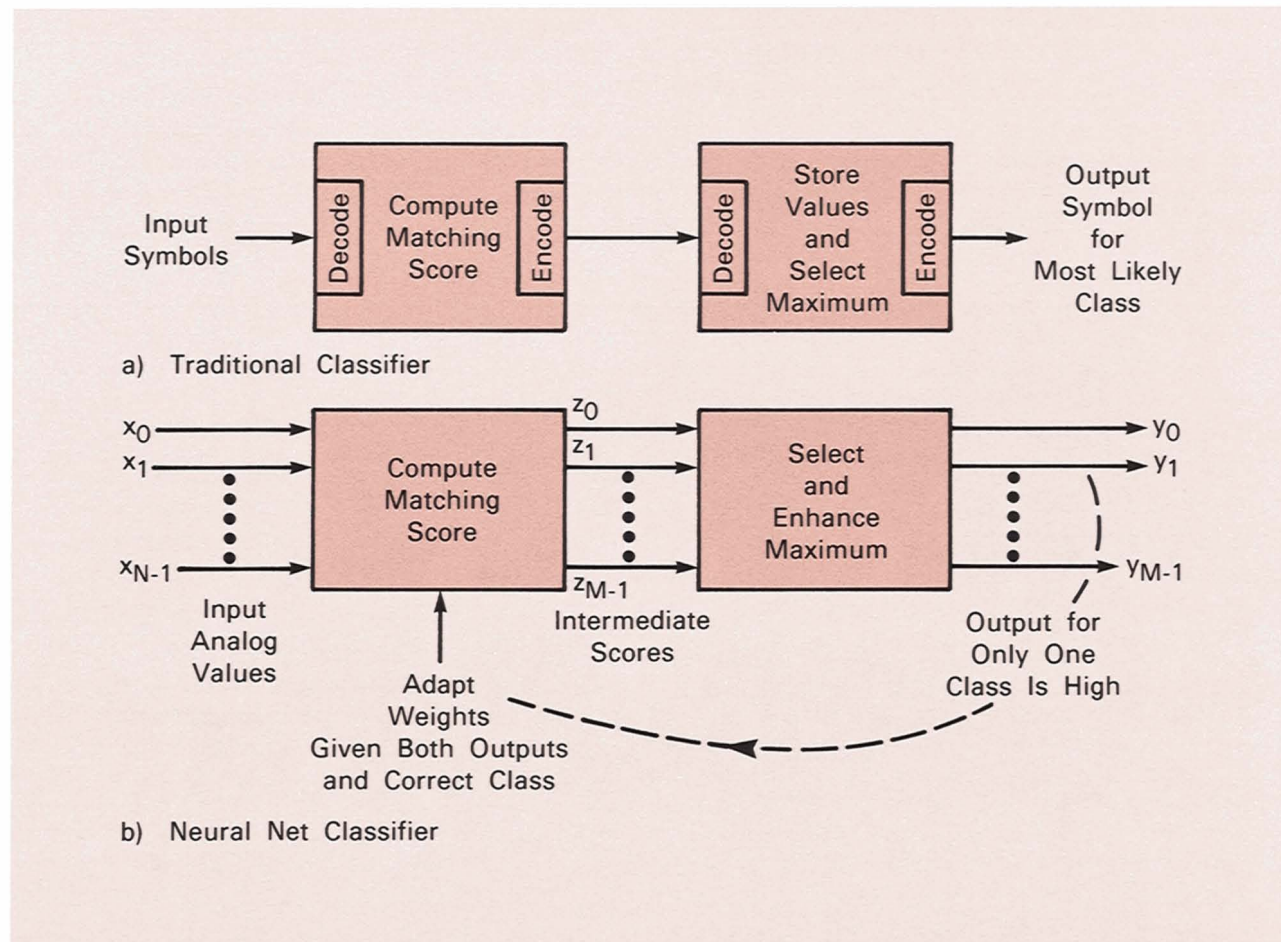 Input
Symbols
Decode
Compute
Matching
Score
Encode
Decode
Store
Values
and
Select
Maximum
Encode
Output
Symbol
for
Most Likely
Class
a) Traditional Classifier
x0
x1
xN-1
Input
Analog
Values
Compute
Matching
Score
z0
z1
zM-1
Intermediate
Scores
Select
and
Enhance
Maximum
y0
y1
yM-1
Output for
Only One
Class Is High
Adapt
Weights
Given Both Outputs
and Correct Class
b) Neural Net Classifier